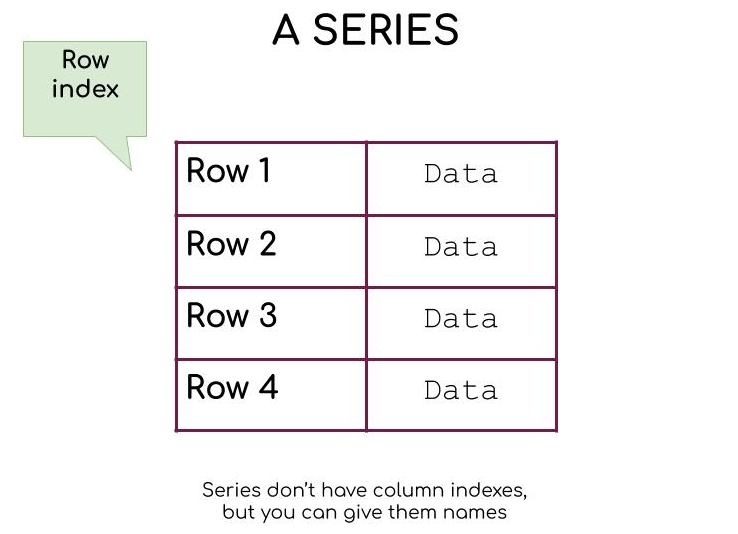 A SERIES
Row
index
Row 1 Data
Row 2 Data
Row 3 Data
Row 4 Data
Series don't have column indexes,
but you can give them names